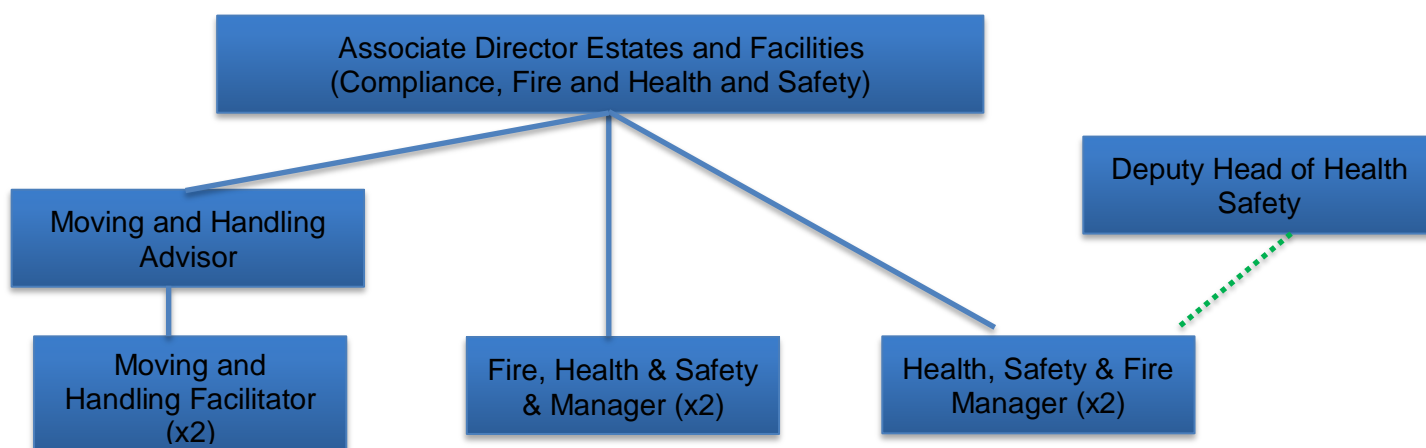 Associate Director Estates and Facilities
(Compliance, Fire and Health and Safety)
Deputy Head of Health
Safety
Moving and Handling
Advisor
Moving and
Handling Facilitator
(x2)
Fire, Health & Safety
& Manager (x2)
Health, Safety & Fire
Manager (x2)